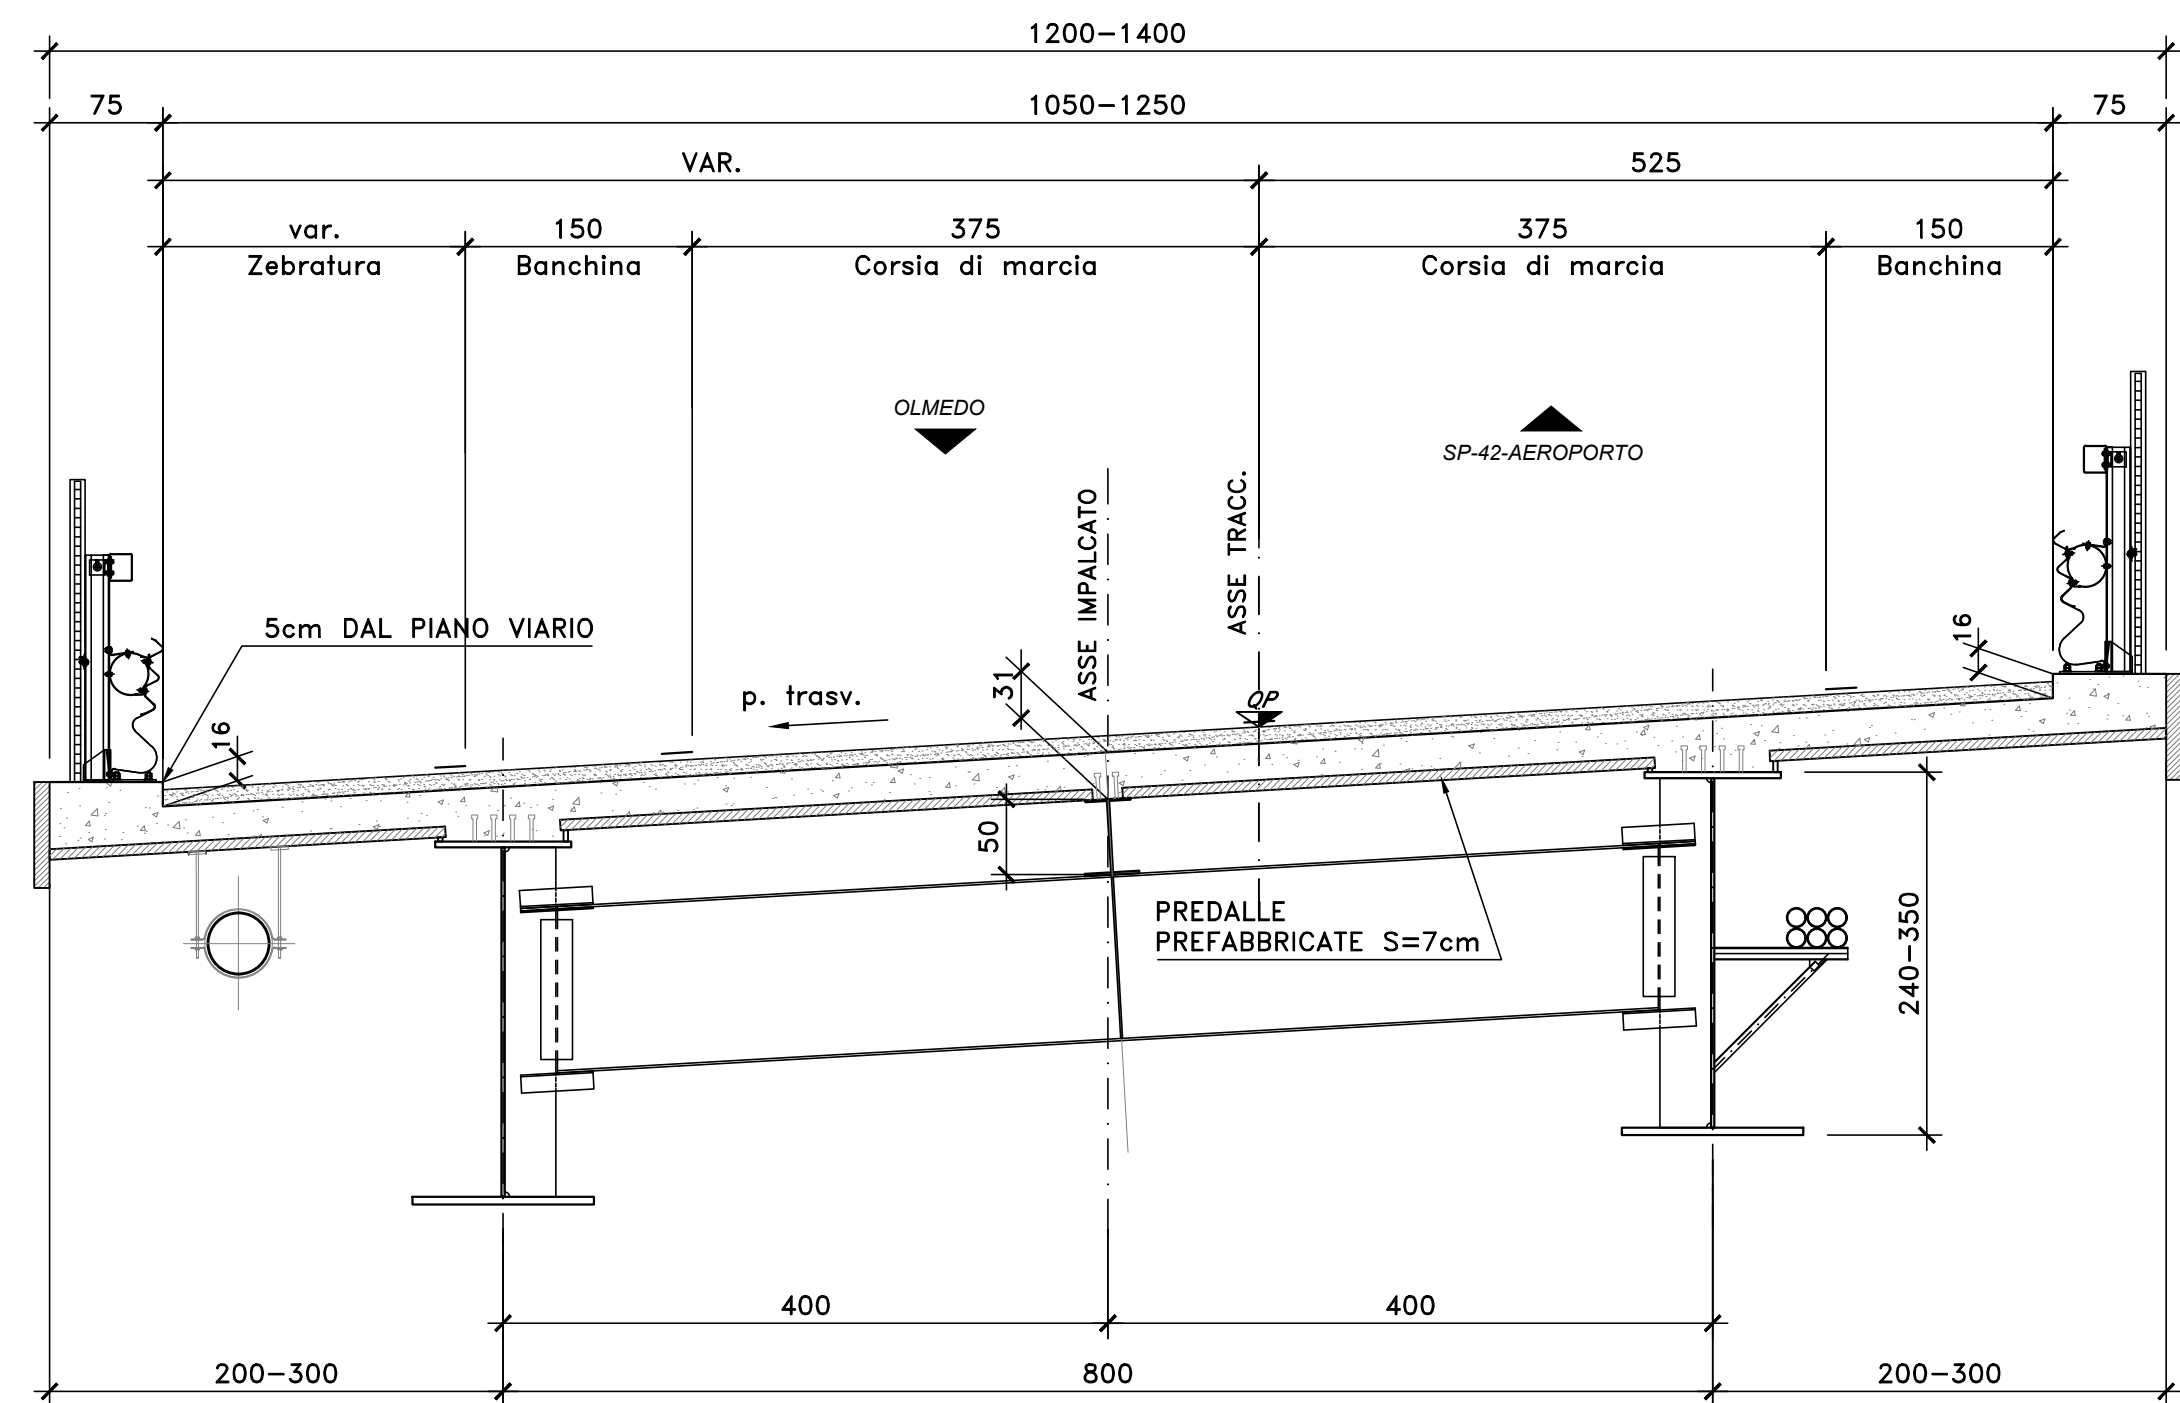 1200-1400
75
1050-1250
75
VAR.
525
var.
150
375
375
150
Zebratura
Banchina
Corsia di marcia
Corsia di marcia
Banchina
OLMEDO
SP-42-AEROPORTO
ASSE IMPALCATO
ASSE TRACC.
5cm DAL PIANO VIARIO
16
p. trasv.
31
QP
16
50
PREDALLE
PREFABBRICATE S=7cm
240-350
400
400
200-300
800
200-300